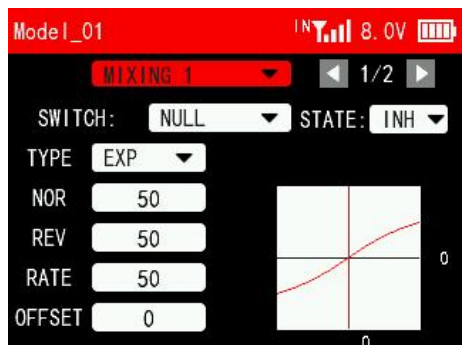 Model_01 IN 8.0V
MIXING 1 1/2
SWITCH: NULL STATE: INH
TYPE EXP
NOR 50
REV 50
RATE 50
0
OFFSET 0
0